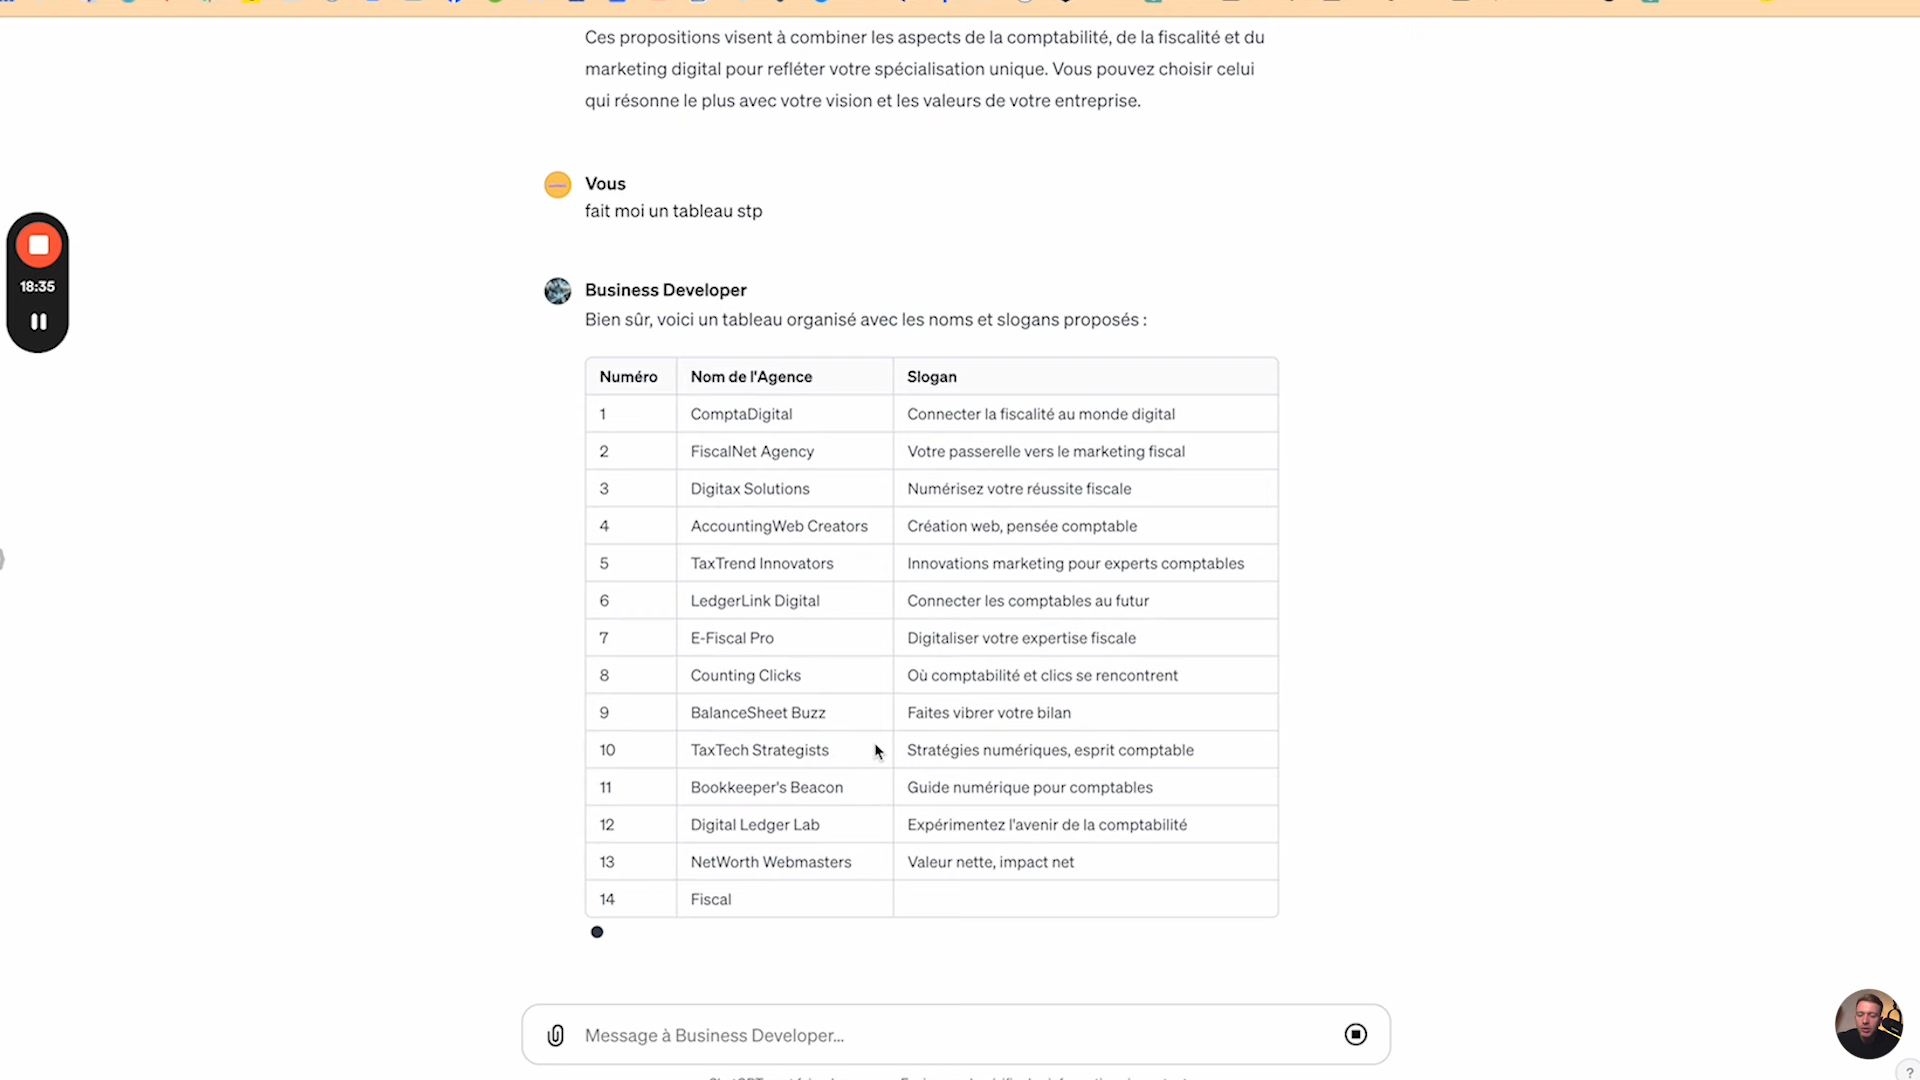 Ces propositions visent à combiner les aspects de la comptabilité, de la fiscalité et du
marketing digital pour refléter votre spécialisation unique. Vous pouvez choisir celui
qui résonne le plus avec votre vision et les valeurs de votre entreprise.
Vous
fait moi un tableau stp
18:35
Business Developer
Bien sûr, voici un tableau organisé avec les noms et slogans proposés :
Numéro Nom de l'Agence Slogan
1 ComptaDigital Connecter la fiscalité au monde digital
2 FiscalNet Agency Votre passerelle vers le marketing fiscal
3 Digitax Solutions Numérisez votre réussite fiscale
4 AccountingWeb Creators Création web, pensée comptable
5 TaxTrend Innovators Innovations marketing pour experts comptables
6 LedgerLink Digital Connecter les comptables au futur
7 E-Fiscal Pro Digitaliser votre expertise fiscale
8 Counting Clicks Où comptabilité et clics se rencontrent
9 BalanceSheet Buzz Faites vibrer votre bilan
10 TaxTech Strategists Stratégies numériques, esprit comptable
11 Bookkeeper's Beacon Guide numérique pour comptables
12 Digital Ledger Lab Expérimentez l'avenir de la comptabilité
13 NetWorth Webmasters Valeur nette, impact net
14 Fiscal
Message à Business Developer...
?